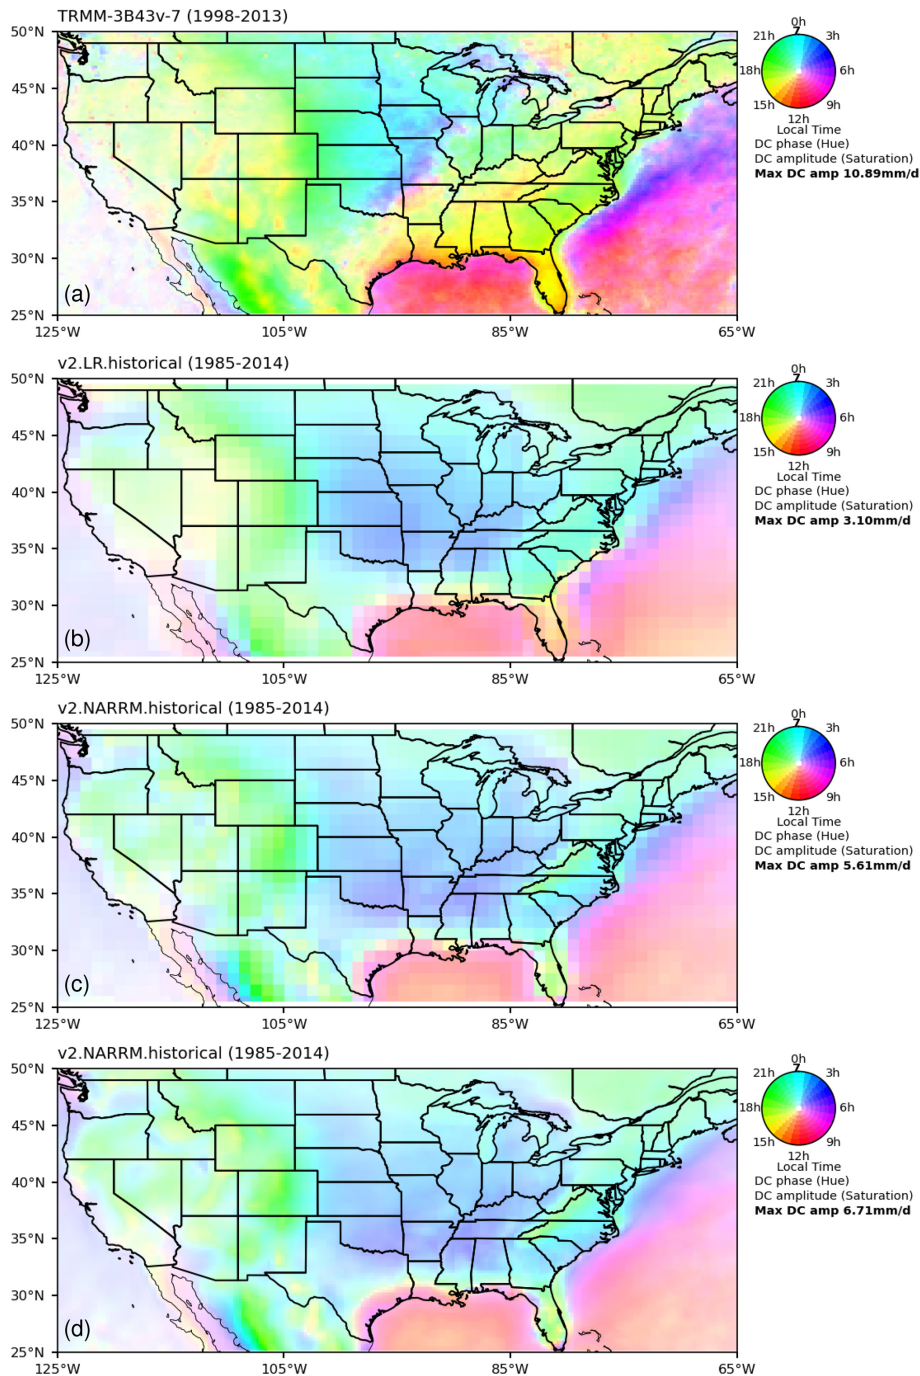 TRMM-3B43v-7 (1998-2013)
50°N
45°N
40°N
35°N
30°N
25°N
125°W
105°W
85°W
65°W
(a)
0h
Z
21h
3h
18h
6h
15h
9h
12h
Local Time
DC phase (Hue)
DC amplitude (Saturation)
Max DC amp 10.89mm/d
v2.LR.historical (1985-2014)
50°N
45°N
40°N
35°N
30°N
25°N
125°W
105°W
85°W
65°W
(b)
0h
Z
21h
3h
18h
6h
15h
9h
12h
Local Time
DC phase (Hue)
DC amplitude (Saturation)
Max DC amp 3.10mm/d
v2.NARRM.historical (1985-2014)
50°N
45°N
40°N
35°N
30°N
25°N
125°W
105°W
85°W
65°W
(c)
0h
Z
21h
3h
18h
6h
15h
9h
12h
Local Time
DC phase (Hue)
DC amplitude (Saturation)
Max DC amp 5.61mm/d
v2.NARRM.historical (1985-2014)
50°N
45°N
40°N
35°N
30°N
25°N
125°W
105°W
85°W
65°W
(d)
0h
Z
21h
3h
18h
6h
15h
9h
12h
Local Time
DC phase (Hue)
DC amplitude (Saturation)
Max DC amp 6.71mm/d